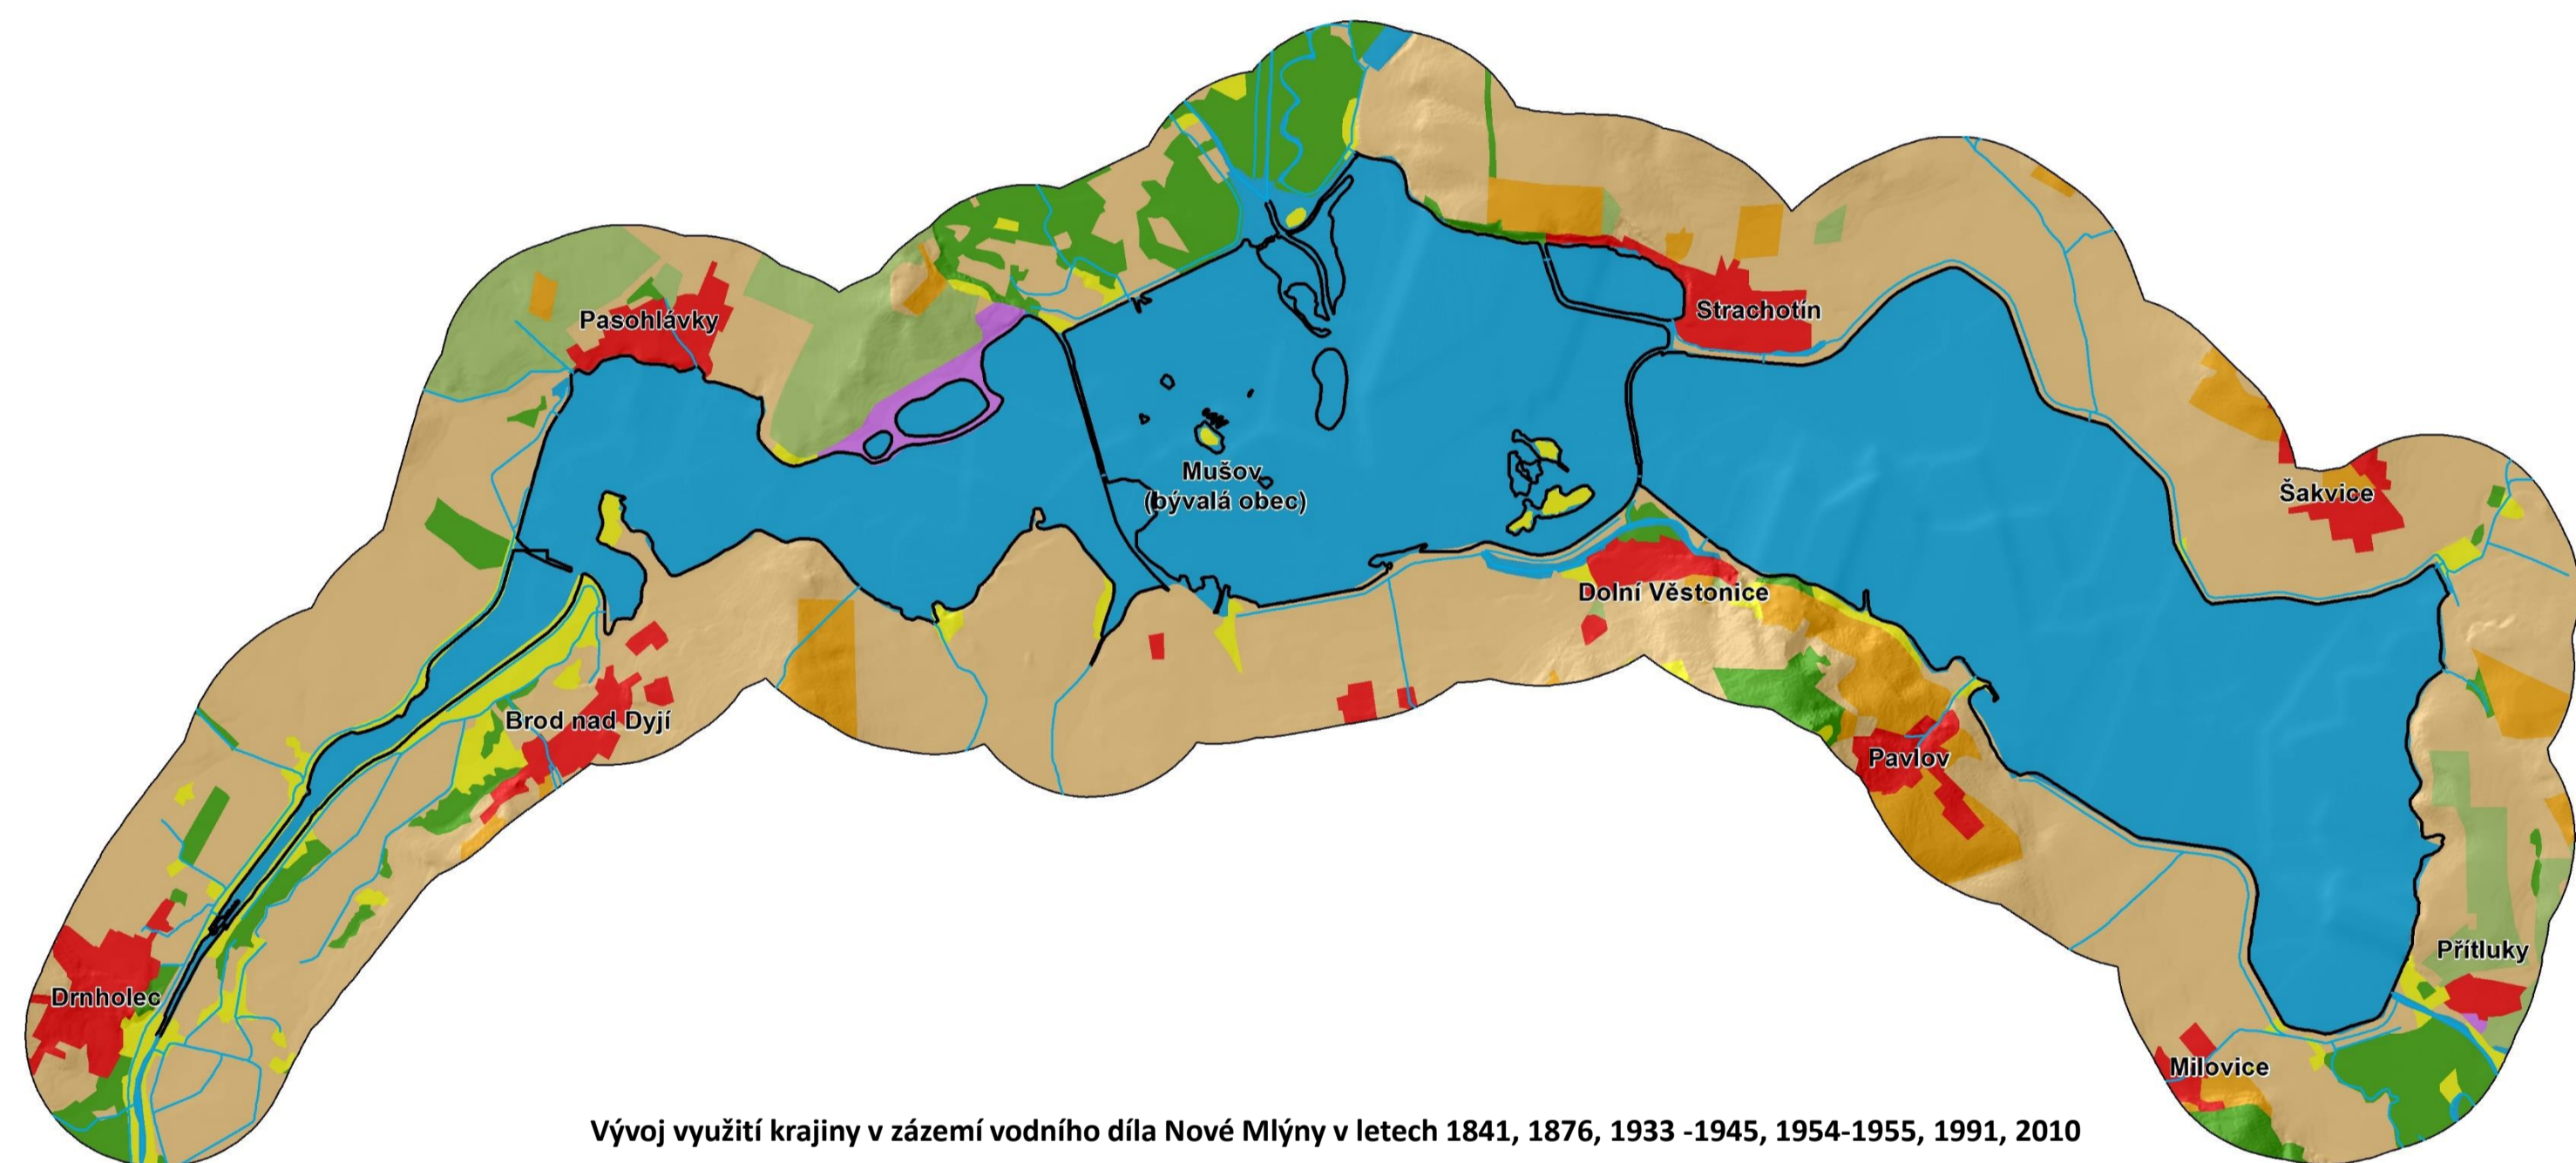 Strachotín
Pasohlávky
Mušov
(bývalá obec)
Šakvice
Dolní Věstonice
Brod nad Dyjí
Pavlov
Přítluky
Drnholec
Milovice
Vývoj využití krajiny v zázemí vodního díla Nové Mlýny v letech 1841, 1876, 1933 -1945, 1954-1955, 1991, 2010